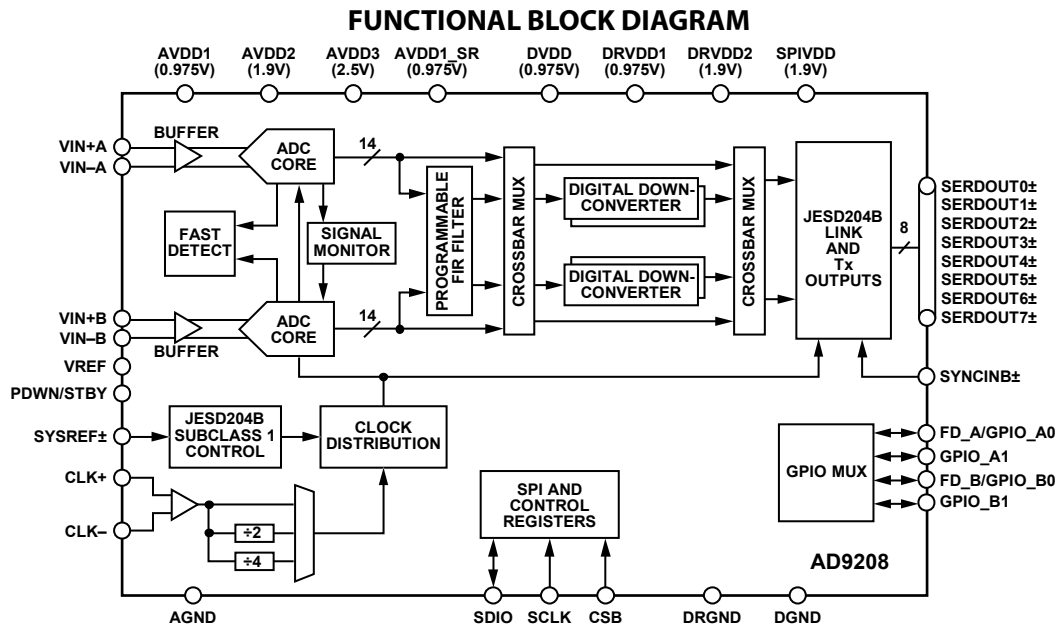 FUNCTIONAL BLOCK DIAGRAM
AVDD1
(0.975V)
AVDD2
(1.9V)
AVDD3
(2.5V)
AVDD1_SR
(0.975V)
DVDD
(0.975V)
DRVDD1
(0.975V)
DRVDD2
(1.9V)
SPIVDD
(1.9V)
VIN+A
VIN–A
BUFFER
ADC
CORE
14
FAST
DETECT
SIGNAL
MONITOR
PROGRAMMABLE
FIR FILTER
CROSSBAR MUX
DIGITAL DOWN-
CONVERTER
DIGITAL DOWN-
CONVERTER
CROSSBAR MUX
JESD204B
LINK
AND
Tx
OUTPUTS
8
SERDOUT0±
SERDOUT1±
SERDOUT2±
SERDOUT3±
SERDOUT4±
SERDOUT5±
SERDOUT6±
SERDOUT7±
VIN+B
VIN–B
BUFFER
ADC
CORE
14
VREF
PDWN/STBY
SYSREF±
JESD204B
SUBCLASS 1
CONTROL
CLOCK
DISTRIBUTION
SYNCINB±
CLK+
CLK–
÷2
÷4
SPI AND
CONTROL
REGISTERS
GPIO MUX
FD_A/GPIO_A0
GPIO_A1
FD_B/GPIO_B0
GPIO_B1
AD9208
AGND
SDIO
SCLK
CSB
DRGND
DGND